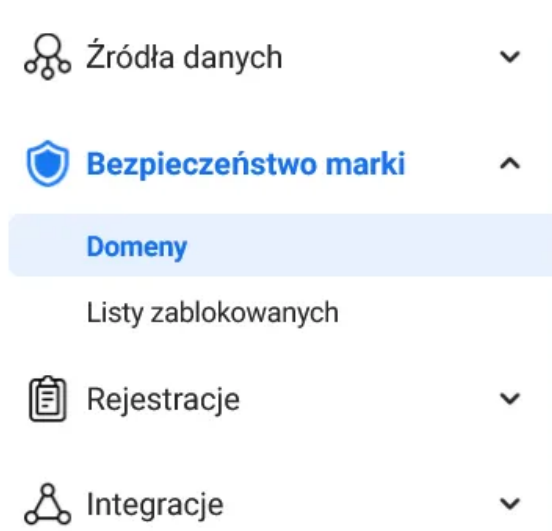 Źródła danych
Bezpieczeństwo marki
Domeny
Listy zablokowanych
Rejestracje
Integracje